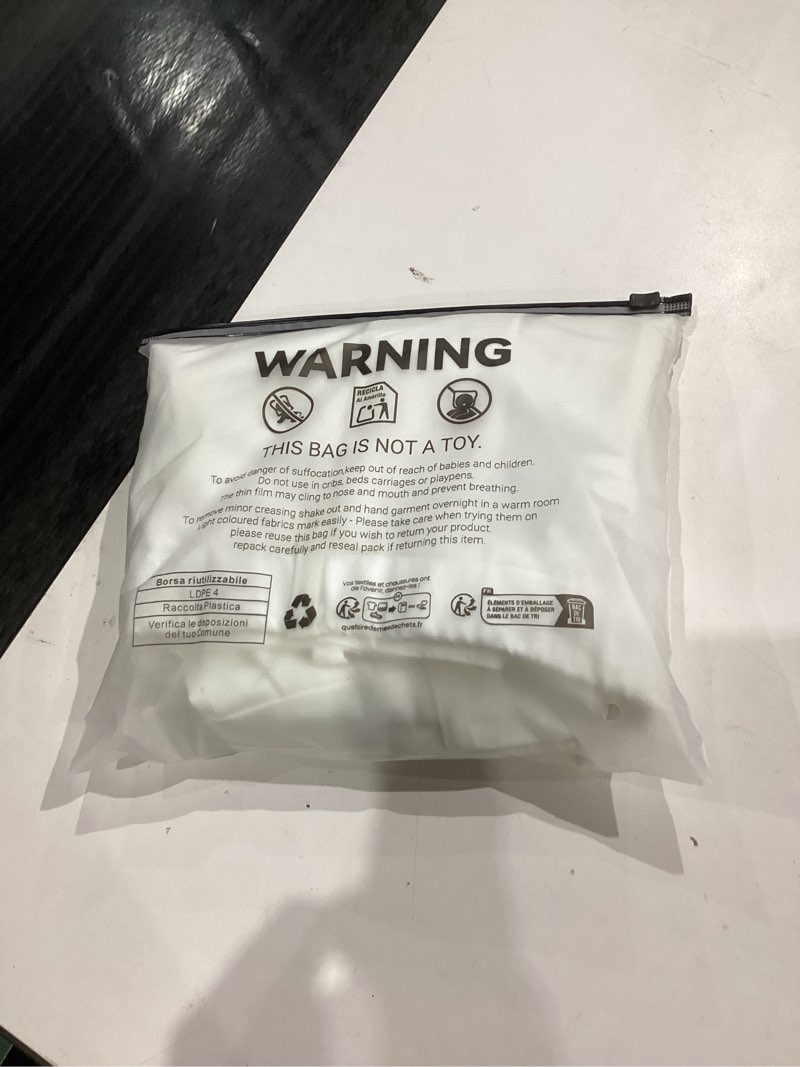 WARNING
RECICLA
Al Amarillo
THIS BAG IS NOT A TOY.
To avoid danger of suffocation,keep out of reach of babies and children.
Do not use in cribs, beds carriages or playpens.
The thin film may cling to nose and mouth and prevent breathing.
To remove minor creasing shake out and hand garment overnight in a warm room
Light coloured fabrics mark easily - Please take care when trying them on
please reuse this bag if you wish to return your product.
repack carefully and reseal pack if returning this item.
Borsa riutilizzabile
LDPE 4
Raccolta Plastica
Verifica le disposizioni
del tuo Comune
Vos textiles et chaussures ont
de l'avenir, donnez-les !
quefairedemesdechets.fr
FR
ÉLÉMENTS D'EMBALLAGE
À SÉPARER ET À DÉPOSER
DANS LE BAC DE TRI
BAC
DE
TRI